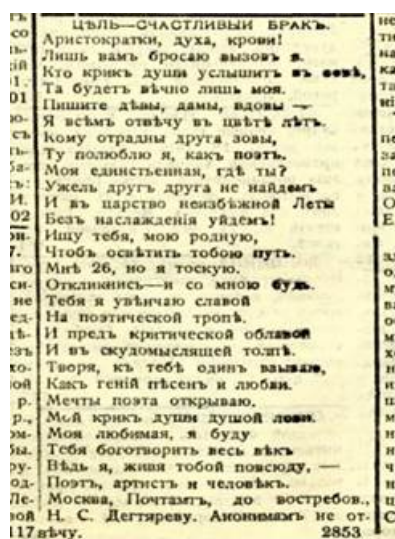 ЦѢЛЬ—СЧАСТЛИВЫЙ БРАКЪ.
Аристократки, духа, крови!
Лишь вамъ бросаю вызовъ я.
Кто крикъ души услышитъ въ
Та будетъ вѣчно лишь моя.
Пишите дѣвы, дамы, вдовы —
Я всѣмъ отвѣчу въ цвѣтѣ лѣтъ.
Кому отрадны друга зовы,
Ту полюблю я, какъ поэтъ.
Моя единстьенная, гдѣ ты?
Ужель другъ друга не найдемъ
И въ царство неизбѣжной Леты
Безъ наслажденія уйдемъ!
Ищу тебя, мою родную,
Чтобъ освѣтить тобою путь.
Мнѣ 26, но я тоскую.
Откликнись—и со мною будь.
Тебя я увѣнчаю славой
На поэтической тропѣ.
И предъ критической облавой
И въ скудомыслящей толпѣ.
Творя, къ тебѣ одинъ взываю,
Какъ геній пѣсенъ и любви.
Мечты поэта открываю.
Мой крикъ души душой лови.
Моя любимая, я буду
Тебя боготворить весь вѣкъ
Вѣдь я, живя тобой повсюду, —
Поэтъ, артистъ и человѣкъ.
Москва, Почтамтъ, до востребов.,
Н. С. Дегтяреву. Анонимамъ не от-
вѣчу. 2853